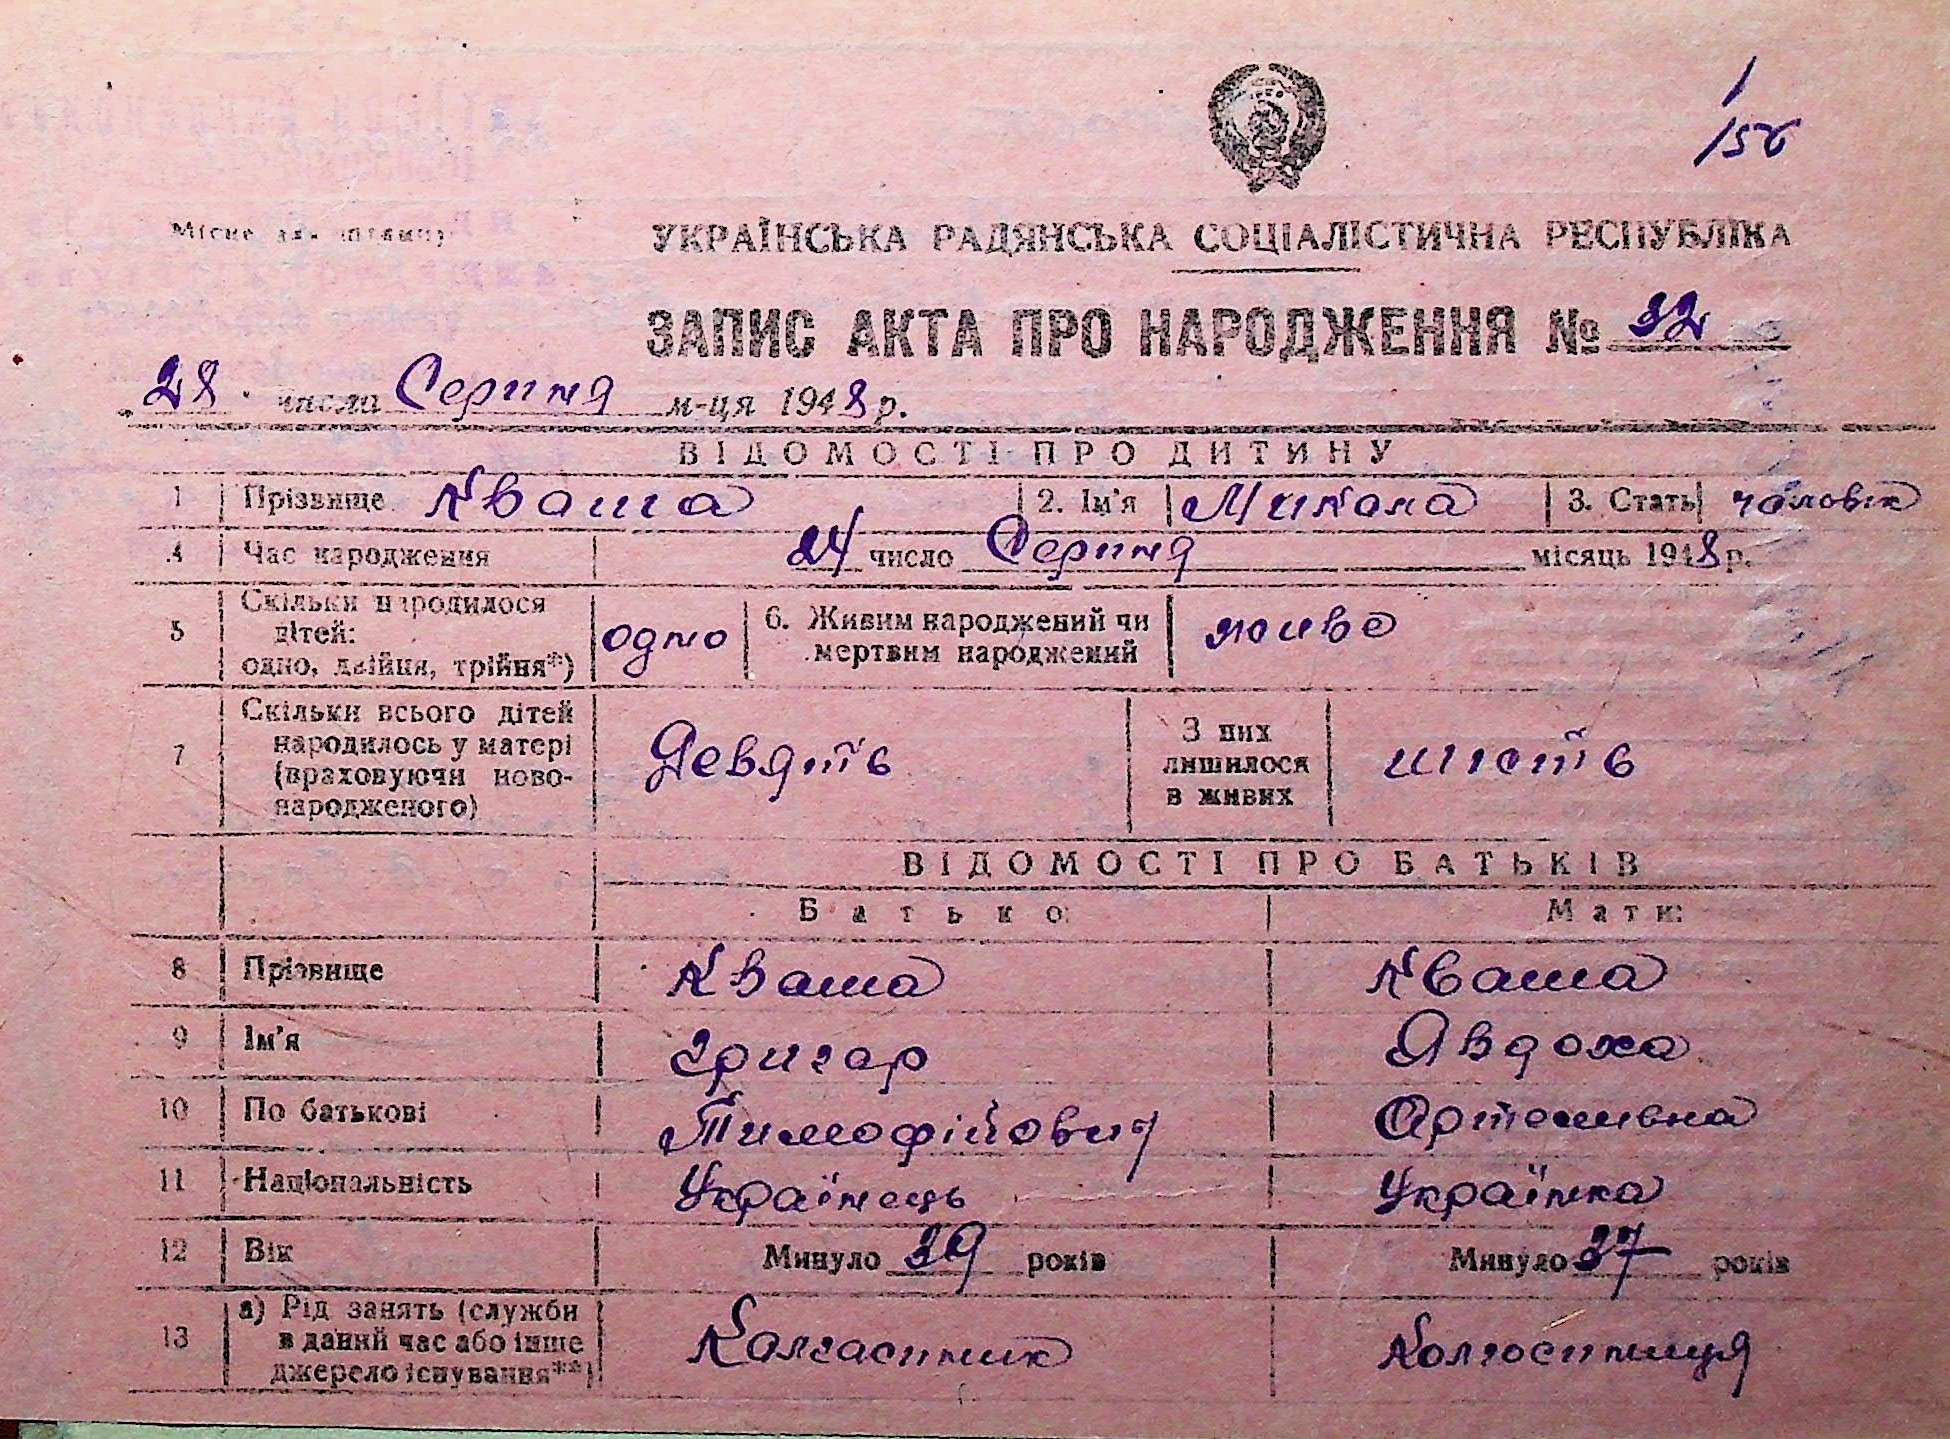 1
156
Місце для штампу
УКРАЇНСЬКА РАДЯНСЬКА СОЦІАЛІСТИЧНА РЕСПУБЛІКА
ЗАПИС АКТА ПРО НАРОДЖЕННЯ № 32
28 числа Серпня м-ця 1948 р.
ВІДОМОСТІ ПРО ДИТИНУ
1 Прізвище Кваша 2. Ім'я Микола 3. Стать чоловік
4 Час народження 24 число Серпня місяць 1948 р.
5 Скільки народилося дітей: одно, двійня, трійня*) одно 6. Живим народжений чи мертвим народжений живе
7 Скільки всього дітей народилось у матері (враховуючи новонародженого) Девять З них лишилося в живих шість
ВІДОМОСТІ ПРО БАТЬКІВ
Батько: Мати:
8 Прізвище Кваша Кваша
9 Ім'я Григор Явдоха
10 По батькові Тимофійович Артемивна
11 Національність Українець Українка
12 Вік Минуло 39 років Минуло 37 років
13 а) Рід занять (служби в даний час або інше джерело існування**) Колгоспник Колгоспниця